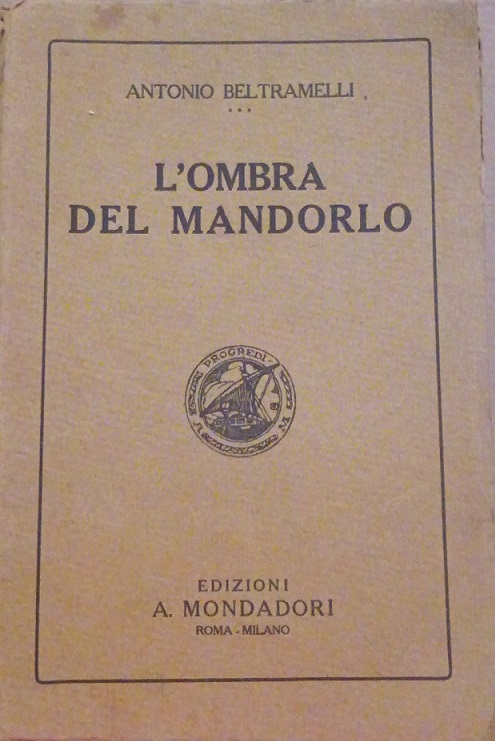 ANTONIO BELTRAMELLI
***
L'OMBRA
DEL MANDORLO
PROGREDI
A M
EDIZIONI
A. MONDADORI
ROMA - MILANO